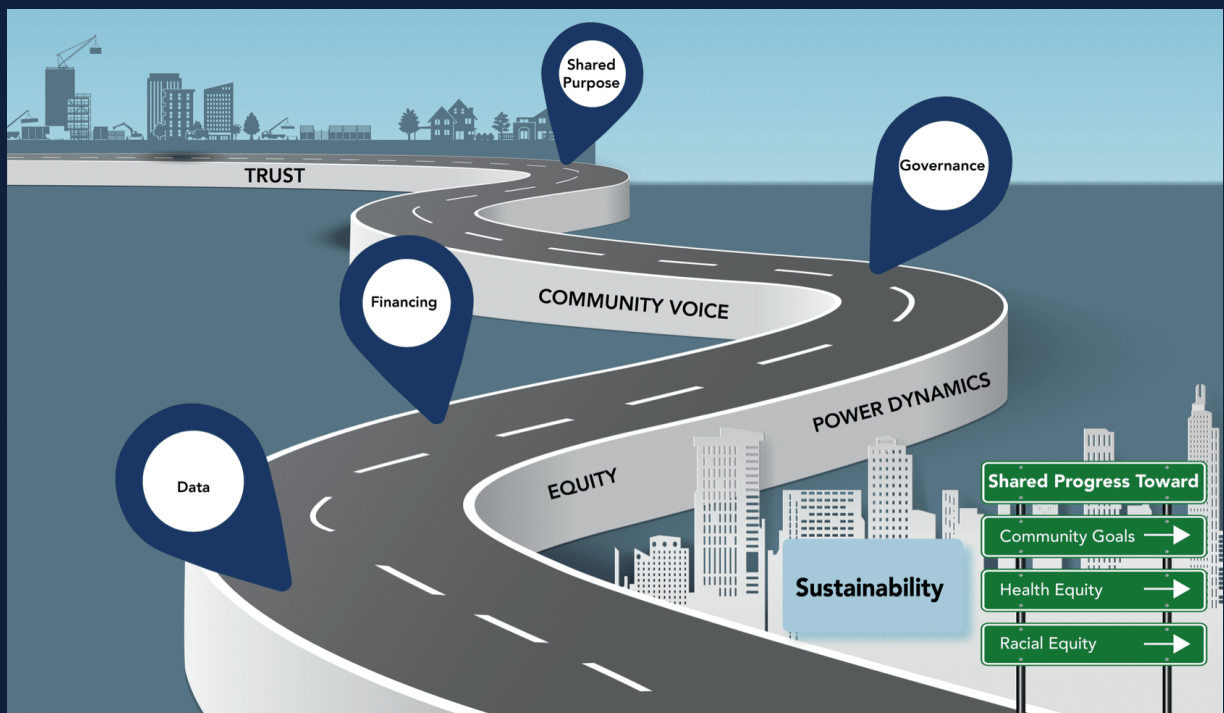 Shared
Purpose
Governance
TRUST
Financing
COMMUNITY VOICE
POWER DYNAMICS
EQUITY
Data
Shared Progress Toward
Community Goals
Sustainability
Health Equity
Racial Equity